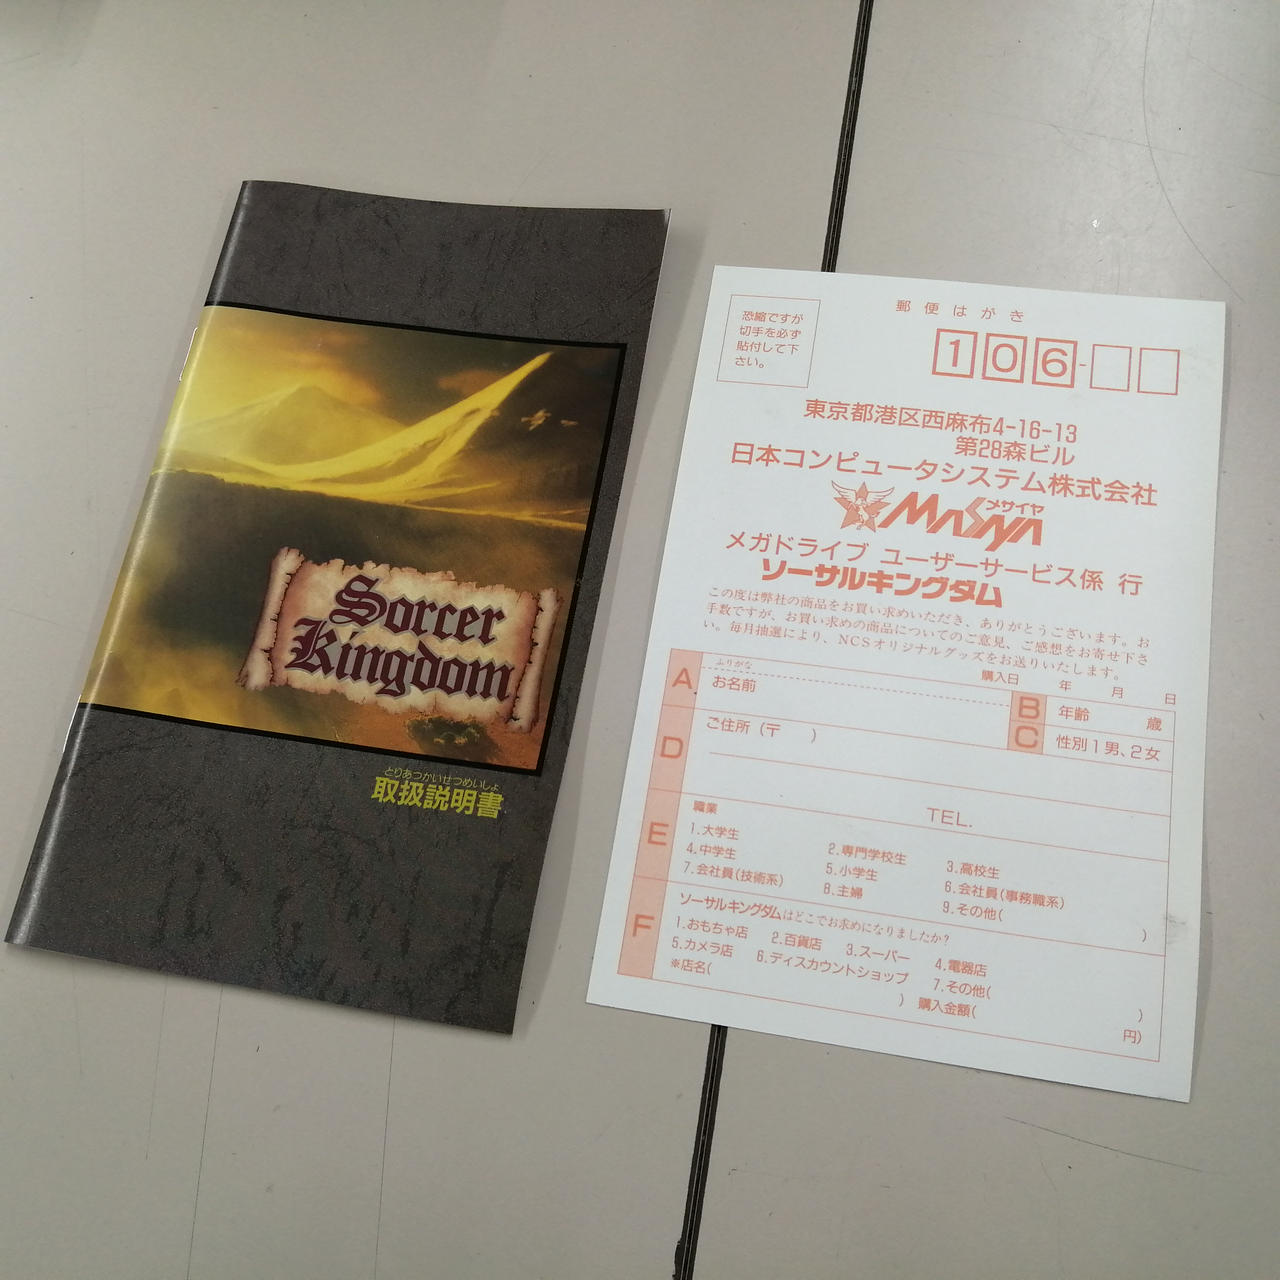 Sorcer
Kingdom
とりあつかいせつめいしょ
取扱説明書
恐縮ですが
切手を必ず
貼付して下
さい。
郵便はがき
106-
東京都港区西麻布4-16-13
第28森ビル
日本コンピュータシステム株式会社
メサイヤ
MASAYA
メガドライブ ユーザーサービス係 行
ソーサルキングダム
この度は弊社の商品をお買い求めいただき、ありがとうございます。お
手数ですが、お買い求めの商品についてのご意見、ご感想をお寄せ下さ
い。毎月抽選により、NCSオリジナルグッズをお送りいたします。
購入日 年 月 日
A ふりがな
お名前
B 年齢 歳
C 性別 1男、2女
D ご住所(〒 )
TEL.
E 職業
1.大学生 2.専門学校生 3.高校生
4.中学生 5.小学生 6.会社員(事務職系)
7.会社員(技術系) 8.主婦 9.その他( )
F ソーサルキングダムはどこでお求めになりましたか?
1.おもちゃ店 2.百貨店 3.スーパー 4.電器店
5.カメラ店 6.ディスカウントショップ 7.その他( )
※店名( ) 購入金額( 円)